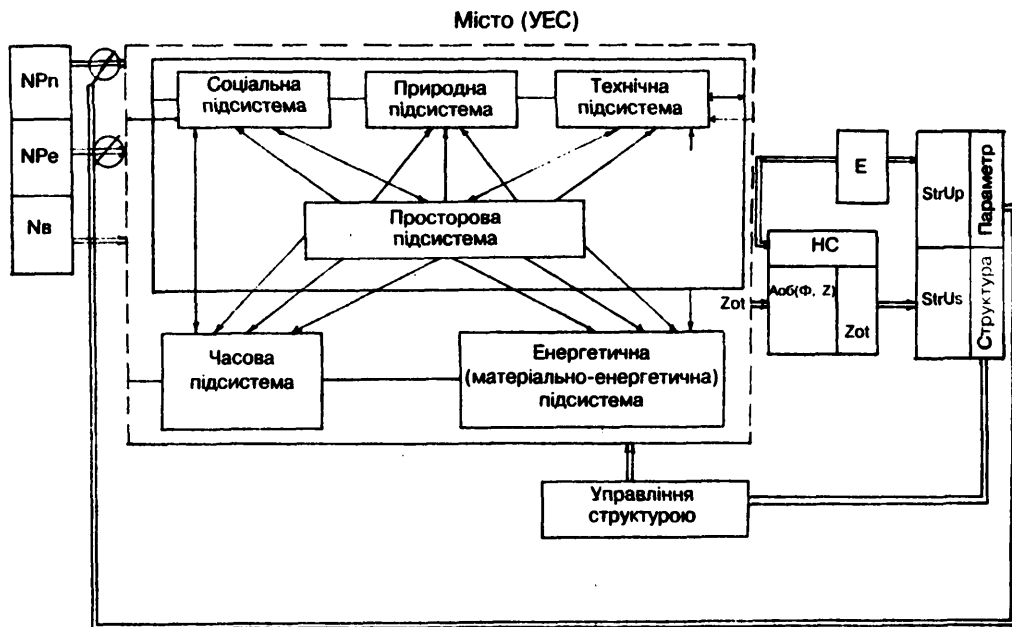 Місто (УЕС)
NPn
NPe
Nв
Соціальна
підсистема
Природна
підсистема
Технічна
підсистема
Просторова
підсистема
Часова
підсистема
Енергетична
(матеріально-енергетична)
підсистема
Управління
структурою
Zot
E
НС
Аоб(Ф, Z)
Zot
StrUp
Параметр
StrUs
Структура